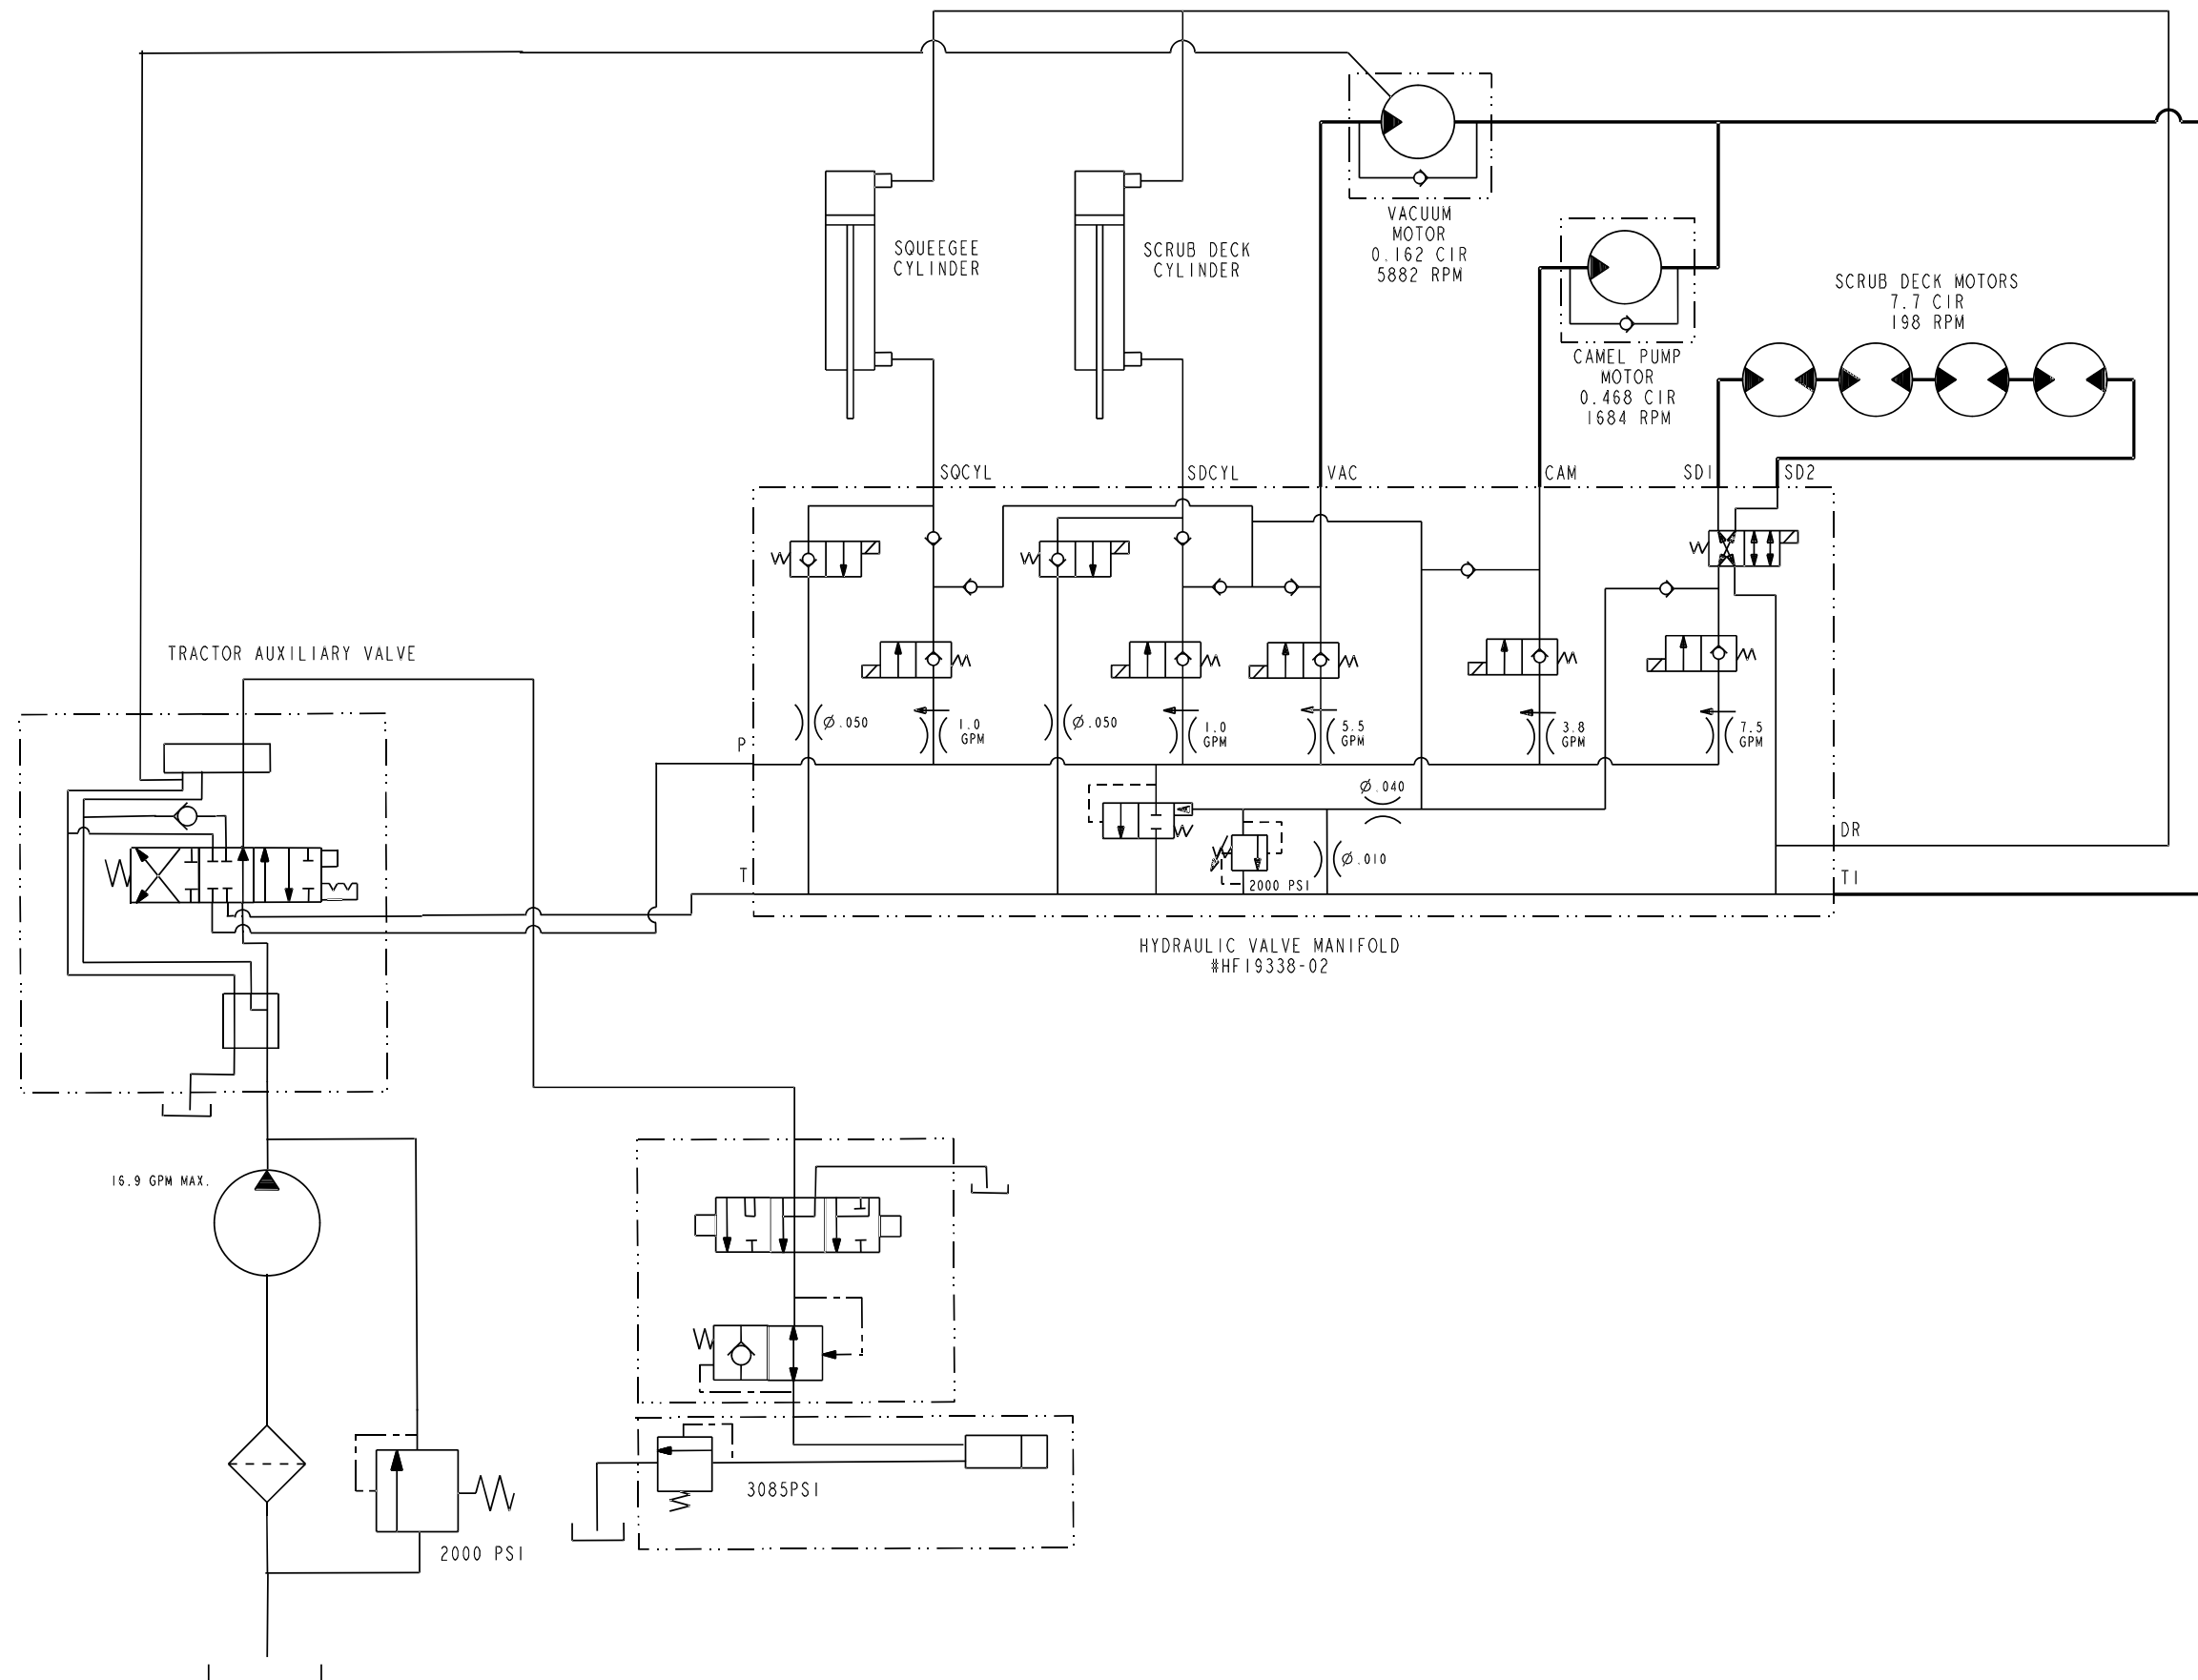 VACUUM
MOTOR
0.162 CIR
5882 RPM
SQUEEGEE
CYLINDER
SCRUB DECK
CYLINDER
SCRUB DECK MOTORS
7.7 CIR
198 RPM
CAMEL PUMP
MOTOR
0.468 CIR
1684 RPM
SQCYL
SDCYL
VAC
CAM
SD1
SD2
TRACTOR AUXILIARY VALVE
Ø.050
1.0
GPM
Ø.050
1.0
GPM
5.5
GPM
3.8
GPM
7.5
GPM
P
Ø.040
DR
Ø.010
T
2000 PSI
T1
HYDRAULIC VALVE MANIFOLD
#HF19338-02
16.9 GPM MAX.
3085PSI
2000 PSI